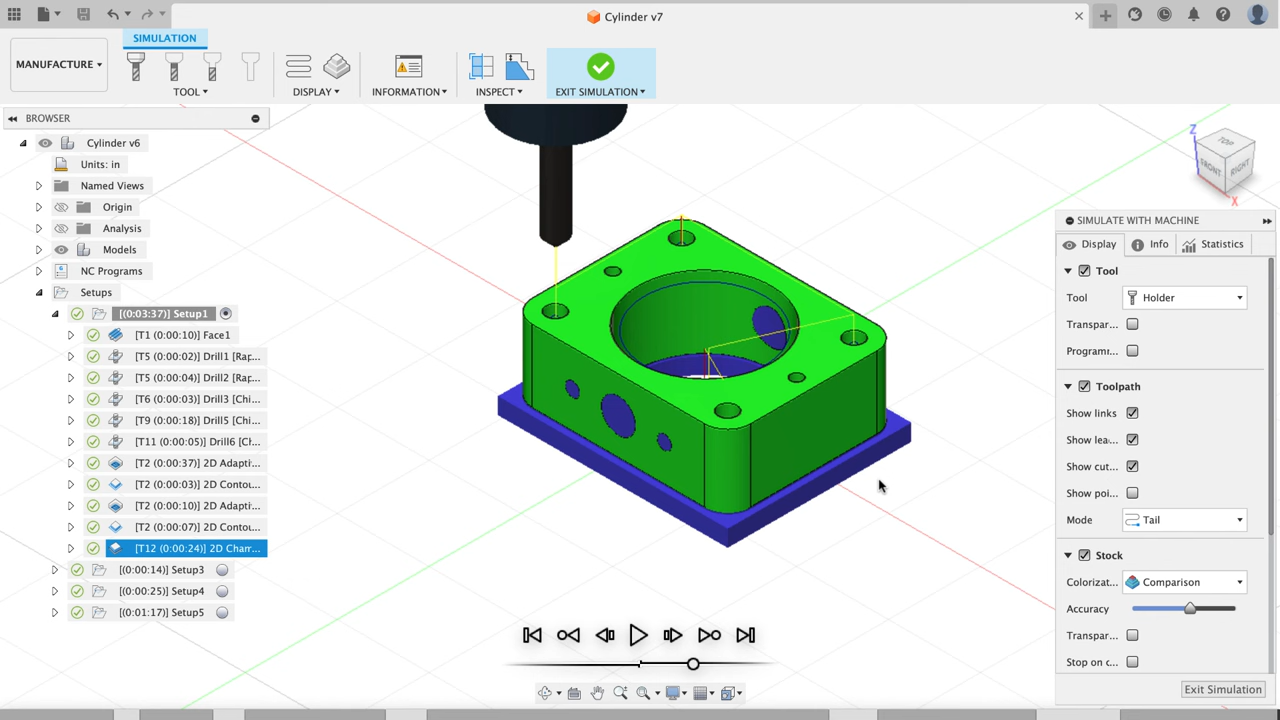 Cylinder v7
MANUFACTURE
SIMULATION
TOOL
DISPLAY
INFORMATION
INSPECT
EXIT SIMULATION
BROWSER
Cylinder v6
Units: in
Named Views
Origin
Analysis
Models
NC Programs
Setups
[(0:03:37)] Setup1
[T1 (0:00:10)] Face1
[T5 (0:00:02)] Drill1 [Rap...
[T5 (0:00:04)] Drill2 [Rap...
[T6 (0:00:03)] Drill3 [Chi...
[T9 (0:00:18)] Drill5 [Chi...
[T11 (0:00:05)] Drill6 [Ch...
[T2 (0:00:37)] 2D Adapti...
[T2 (0:00:03)] 2D Contou...
[T2 (0:00:10)] 2D Adapti...
[T2 (0:00:07)] 2D Contou...
[T12 (0:00:24)] 2D Cham...
[(0:00:14)] Setup3
[(0:00:25)] Setup4
[(0:01:17)] Setup5
Z
TOP
FRONT
RIGHT
X
SIMULATE WITH MACHINE
Display
Info
Statistics
Tool
Tool
Holder
Transpar...
Programm...
Toolpath
Show links
Show lea...
Show cut...
Show poi...
Mode
Tail
Stock
Colorizat...
Comparison
Accuracy
Transpar...
Stop on c...
Exit Simulation